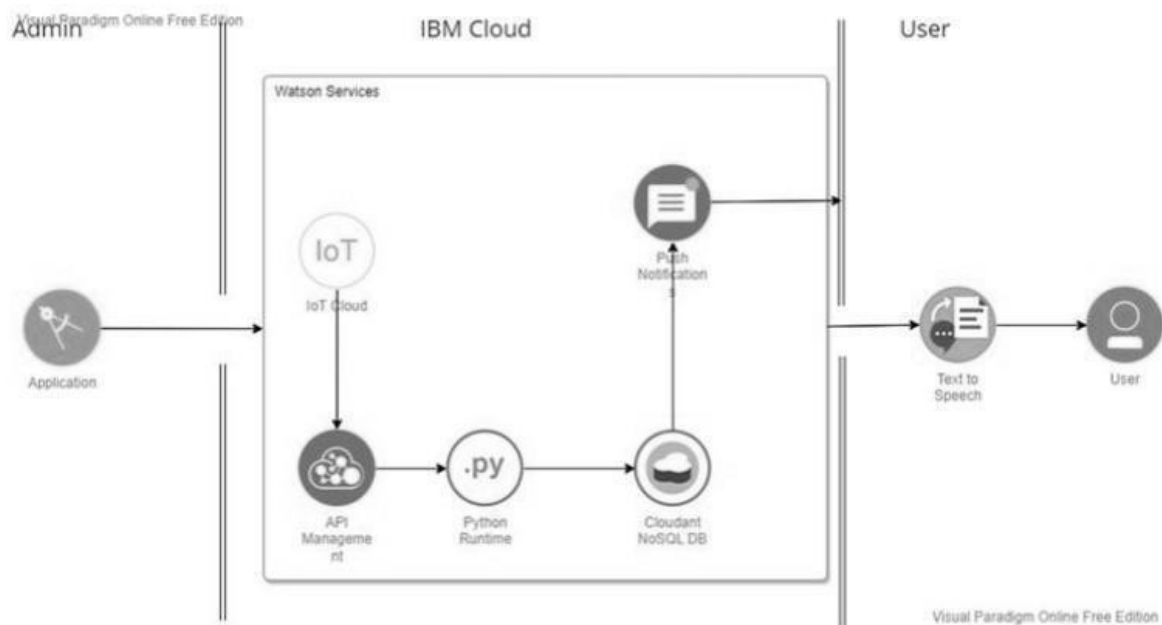 Visual Paradigm Online Free Edition
Admin
IBM Cloud
User
Watson Services
IoT
IoT Cloud
Push
Notification
s
Application
Text to
Speech
User
.py
API
Manageme
nt
Python
Runtime
Cloudant
NoSQL DB
Visual Paradigm Online Free Edition